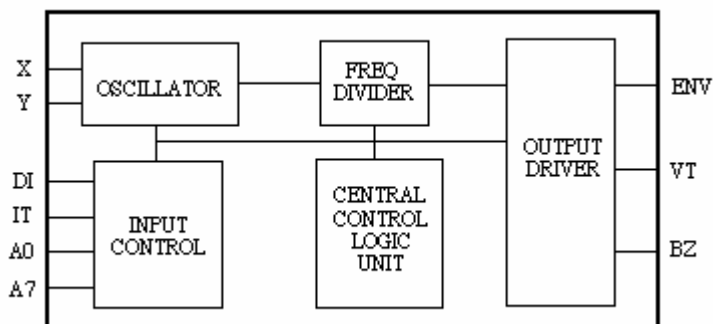 X
Y
DI
IT
A0
A7
OSCILLATOR
FREQ
DIVIDER
INPUT
CONTROL
CENTRAL
CONTROL
LOGIC
UNIT
OUTPUT
DRIVER
ENV
VT
BZ